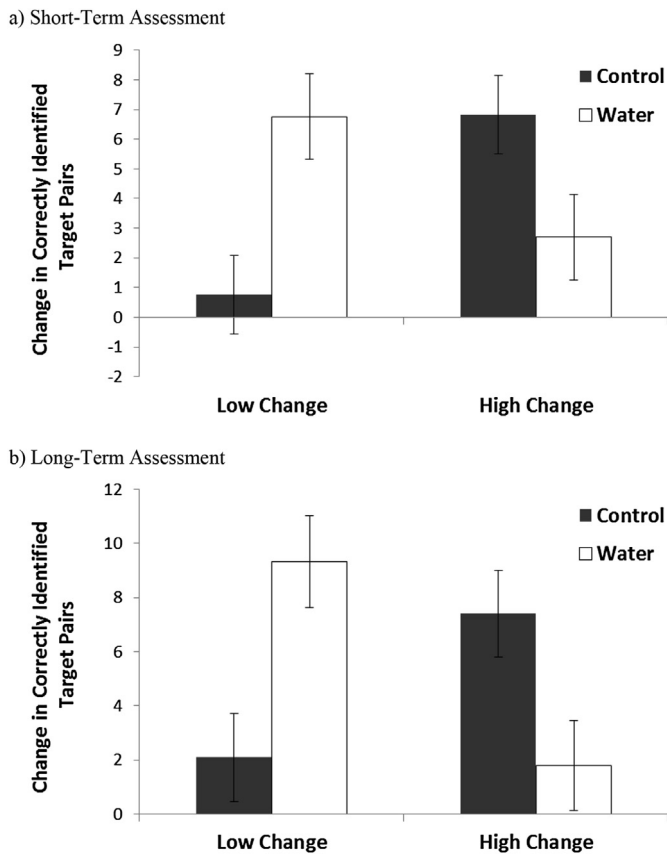 a) Short-Term Assessment
9
8
7
6
5
4
3
2
1
0
-1
-2
Change in Correctly Identified
Target Pairs
Control
Water
Low Change
High Change
b) Long-Term Assessment
12
10
8
6
4
2
0
Change in Correctly Identified
Target Pairs
Control
Water
Low Change
High Change